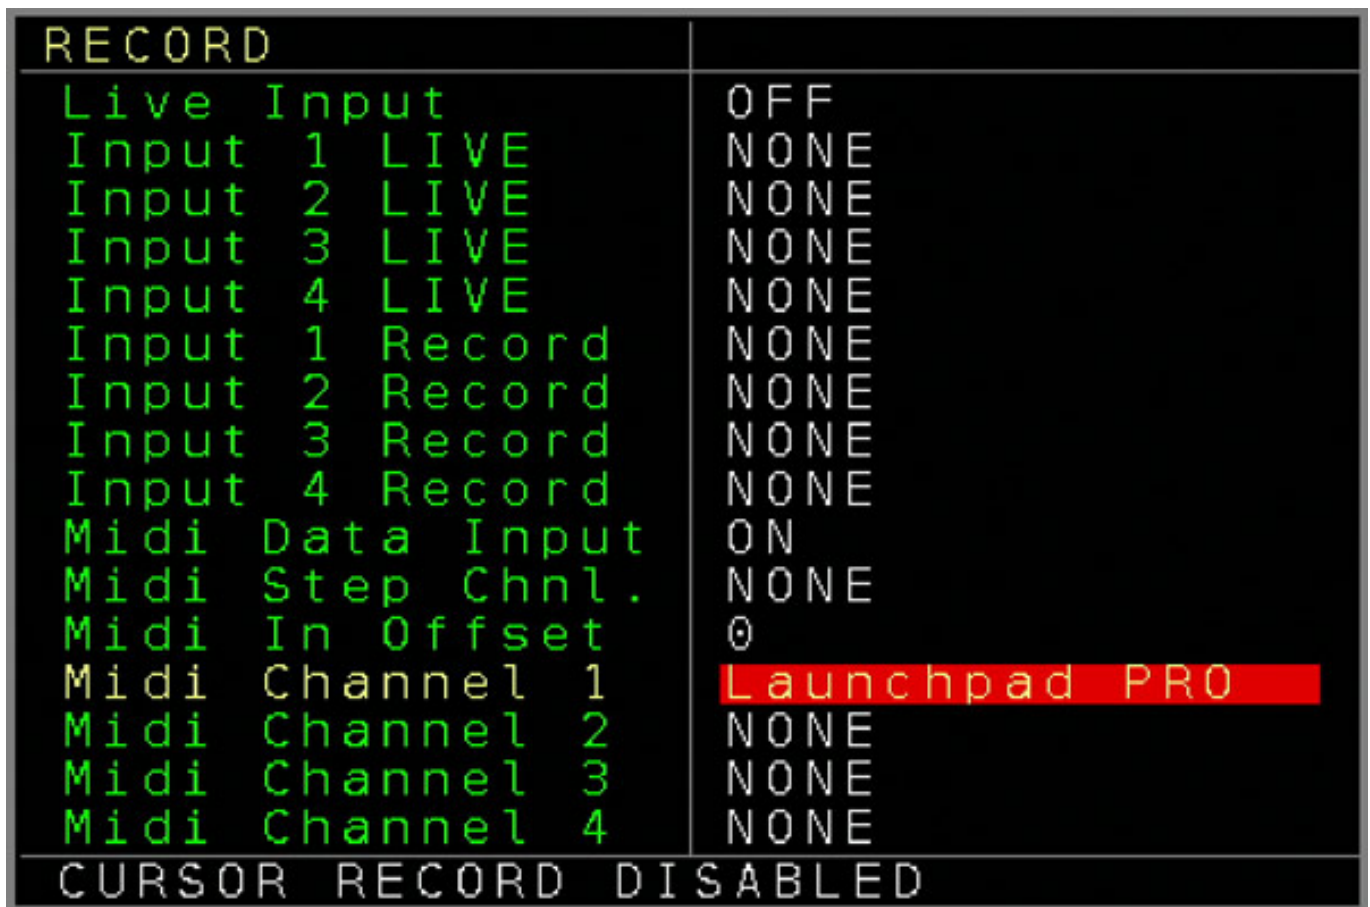 RECORD
Live Input OFF
Input 1 LIVE NONE
Input 2 LIVE NONE
Input 3 LIVE NONE
Input 4 LIVE NONE
Input 1 Record NONE
Input 2 Record NONE
Input 3 Record NONE
Input 4 Record NONE
Midi Data Input ON
Midi Step Chnl. NONE
Midi In Offset 0
Midi Channel 1 Launchpad PRO
Midi Channel 2 NONE
Midi Channel 3 NONE
Midi Channel 4 NONE
CURSOR RECORD DISABLED